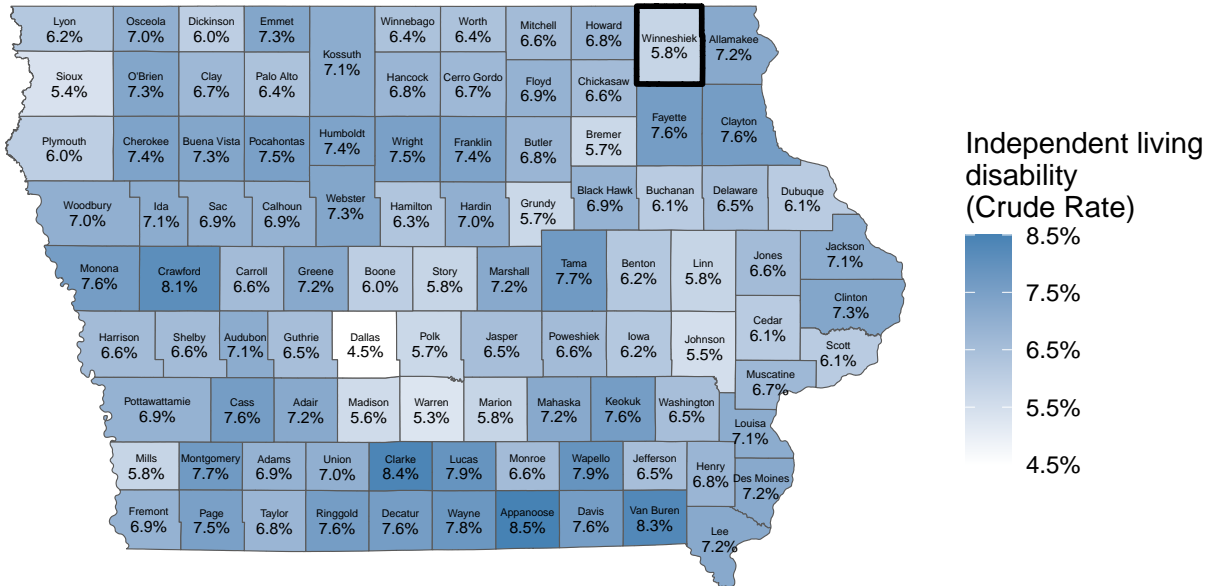 Lyon
6.2%
Osceola
7.0%
Dickinson
6.0%
Emmet
7.3%
Kossuth
7.1%
Winnebago
6.4%
Worth
6.4%
Mitchell
6.6%
Howard
6.8%
Winneshiek
5.8%
Allamakee
7.2%
Sioux
5.4%
O'Brien
7.3%
Clay
6.7%
Palo Alto
6.4%
Hancock
6.8%
Cerro Gordo
6.7%
Floyd
6.9%
Chickasaw
6.6%
Fayette
7.6%
Clayton
7.6%
Plymouth
6.0%
Cherokee
7.4%
Buena Vista
7.3%
Pocahontas
7.5%
Humboldt
7.4%
Wright
7.5%
Franklin
7.4%
Butler
6.8%
Bremer
5.7%
Woodbury
7.0%
Ida
7.1%
Sac
6.9%
Calhoun
6.9%
Webster
7.3%
Hamilton
6.3%
Hardin
7.0%
Grundy
5.7%
Black Hawk
6.9%
Buchanan
6.1%
Delaware
6.5%
Dubuque
6.1%
Monona
7.6%
Crawford
8.1%
Carroll
6.6%
Greene
7.2%
Boone
6.0%
Story
5.8%
Marshall
7.2%
Tama
7.7%
Benton
6.2%
Linn
5.8%
Jones
6.6%
Jackson
7.1%
Clinton
7.3%
Harrison
6.6%
Shelby
6.6%
Audubon
7.1%
Guthrie
6.5%
Dallas
4.5%
Polk
5.7%
Jasper
6.5%
Poweshiek
6.6%
Iowa
6.2%
Johnson
5.5%
Cedar
6.1%
Scott
6.1%
Muscatine
6.7%
Pottawattamie
6.9%
Cass
7.6%
Adair
7.2%
Madison
5.6%
Warren
5.3%
Marion
5.8%
Mahaska
7.2%
Keokuk
7.6%
Washington
6.5%
Louisa
7.1%
Mills
5.8%
Montgomery
7.7%
Adams
6.9%
Union
7.0%
Clarke
8.4%
Lucas
7.9%
Monroe
6.6%
Wapello
7.9%
Jefferson
6.5%
Henry
6.8%
Des Moines
7.2%
Fremont
6.9%
Page
7.5%
Taylor
6.8%
Ringgold
7.6%
Decatur
7.6%
Wayne
7.8%
Appanoose
8.5%
Davis
7.6%
Van Buren
8.3%
Lee
7.2%
Independent living
disability
(Crude Rate)
8.5%
7.5%
6.5%
5.5%
4.5%